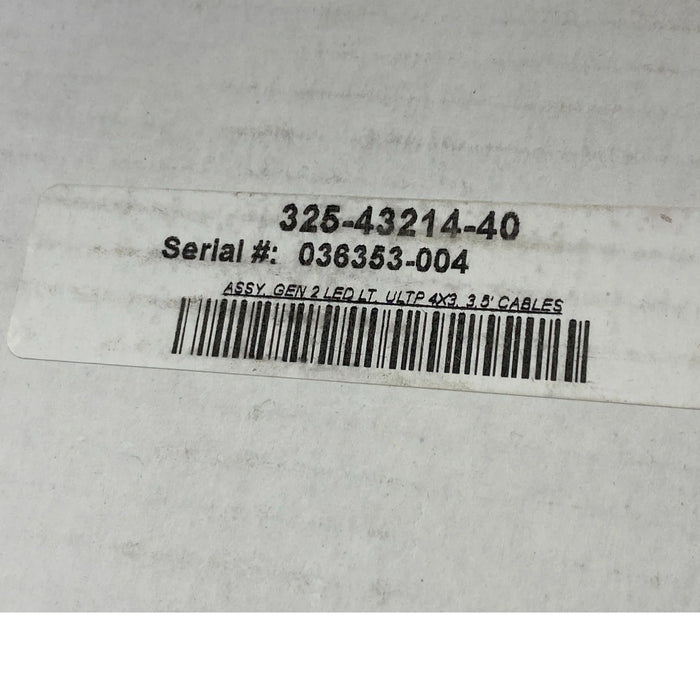 325-43214-40
Serial #: 036353-004
ASSY, GEN 2 LED LT, ULTP 4X3, 3.5' CABLES